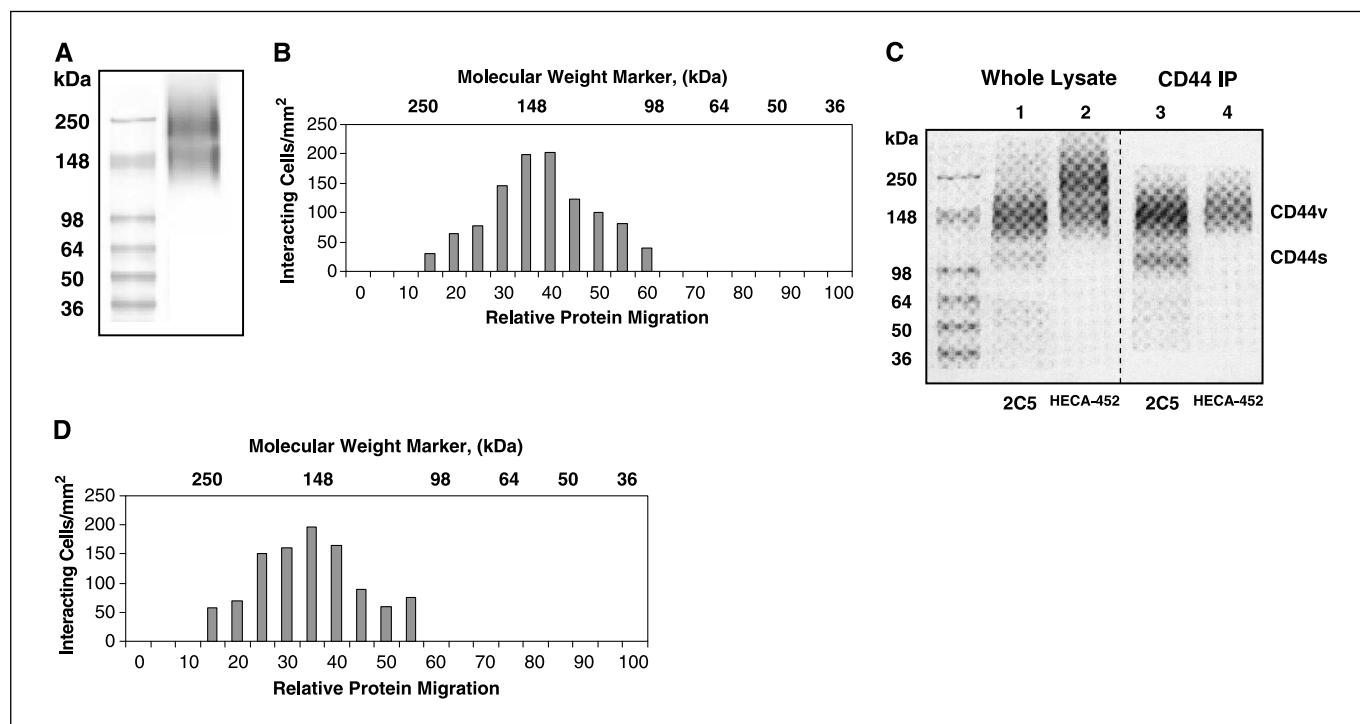 A
kDa
250
148
98
64
50
36
B
Molecular Weight Marker, (kDa)
250 148 98 64 50 36
Interacting Cells/mm2
250
200
150
100
50
0
0 10 20 30 40 50 60 70 80 90 100
Relative Protein Migration
C
Whole Lysate CD44 IP
1 2 3 4
kDa
250
148
98
64
50
36
CD44v
CD44s
2C5 HECA-452 2C5 HECA-452
D
Molecular Weight Marker, (kDa)
250 148 98 64 50 36
Interacting Cells/mm2
250
200
150
100
50
0
0 10 20 30 40 50 60 70 80 90 100
Relative Protein Migration